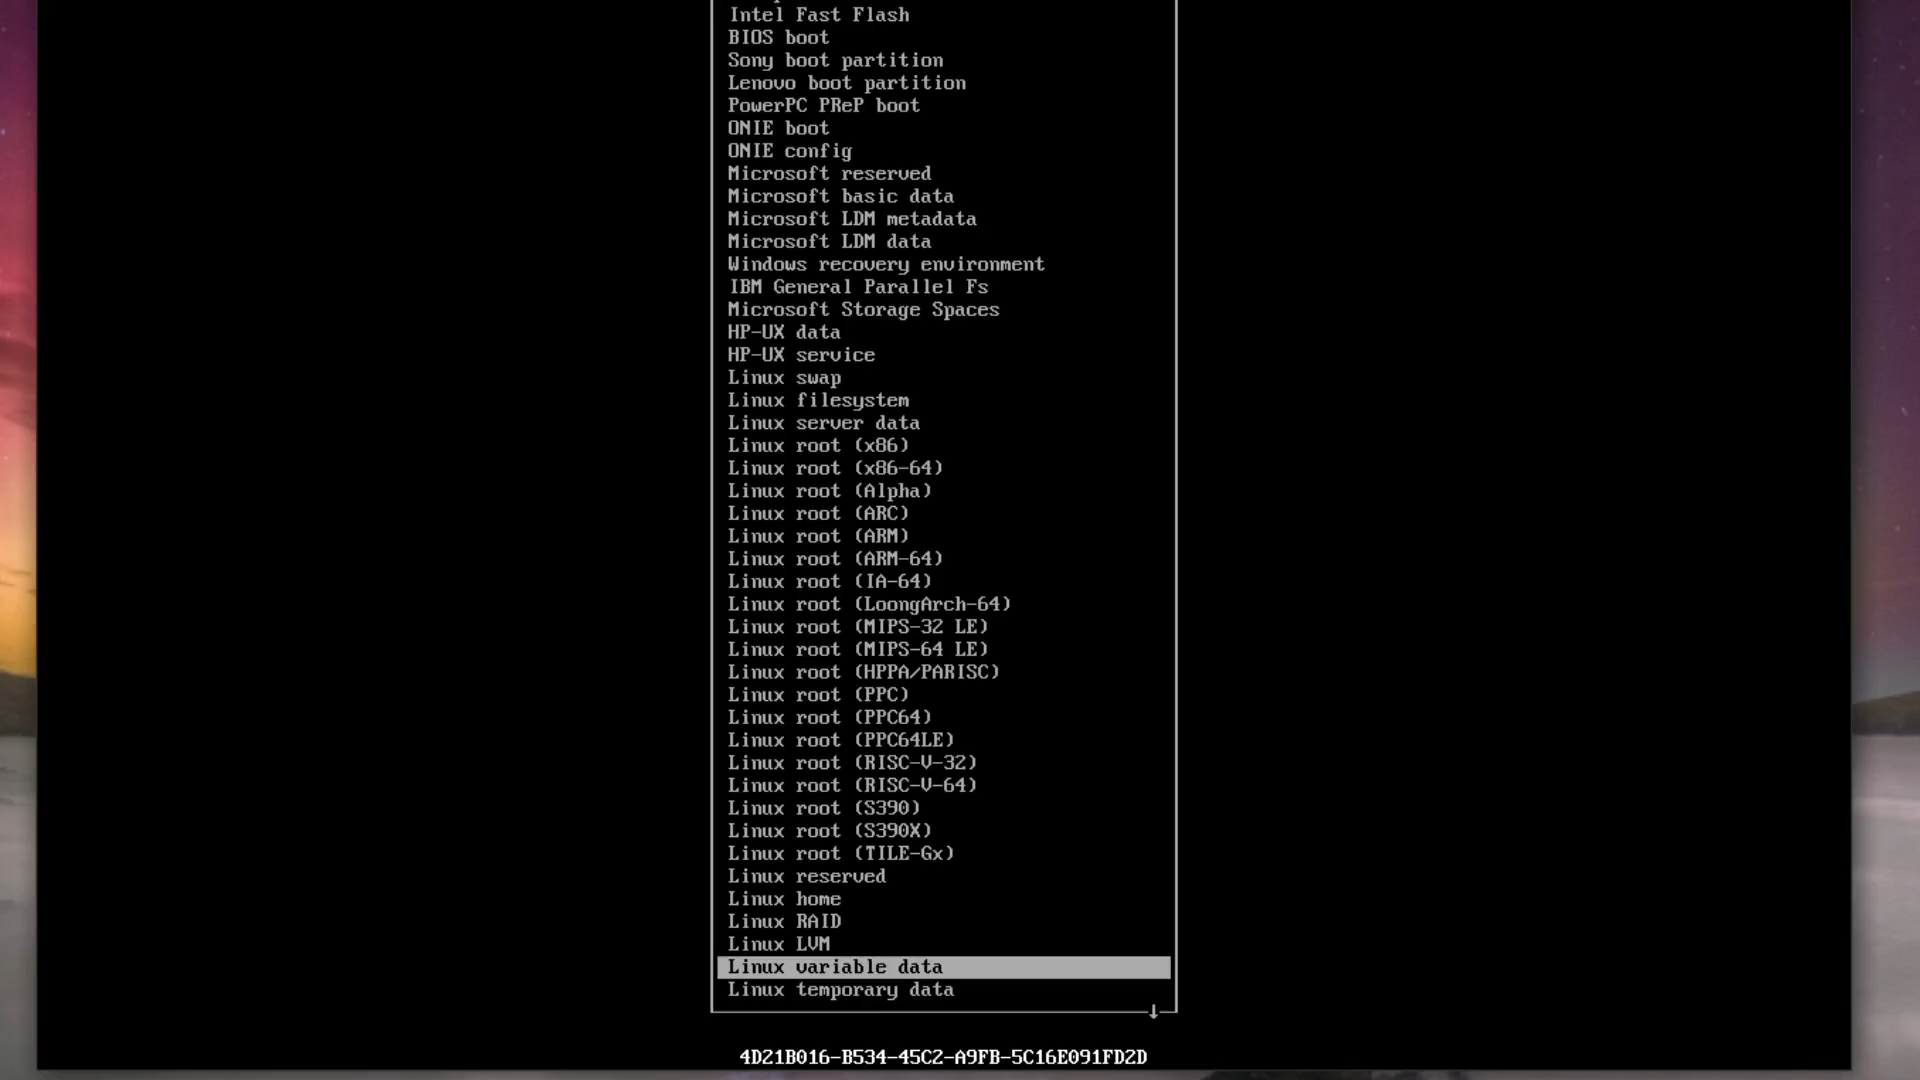 Intel Fast Flash
BIOS boot
Sony boot partition
Lenovo boot partition
PowerPC PReP boot
ONIE boot
ONIE config
Microsoft reserved
Microsoft basic data
Microsoft LDM metadata
Microsoft LDM data
Windows recovery environment
IBM General Parallel Fs
Microsoft Storage Spaces
HP-UX data
HP-UX service
Linux swap
Linux filesystem
Linux server data
Linux root (x86)
Linux root (x86-64)
Linux root (Alpha)
Linux root (ARC)
Linux root (ARM)
Linux root (ARM-64)
Linux root (IA-64)
Linux root (LoongArch-64)
Linux root (MIPS-32 LE)
Linux root (MIPS-64 LE)
Linux root (HPPA/PARISC)
Linux root (PPC)
Linux root (PPC64)
Linux root (PPC64LE)
Linux root (RISC-V-32)
Linux root (RISC-V-64)
Linux root (S390)
Linux root (S390X)
Linux root (TILE-Gx)
Linux reserved
Linux home
Linux RAID
Linux LVM
Linux variable data
Linux temporary data
4D21B016-B534-45C2-A9FB-5C16E091FD2D